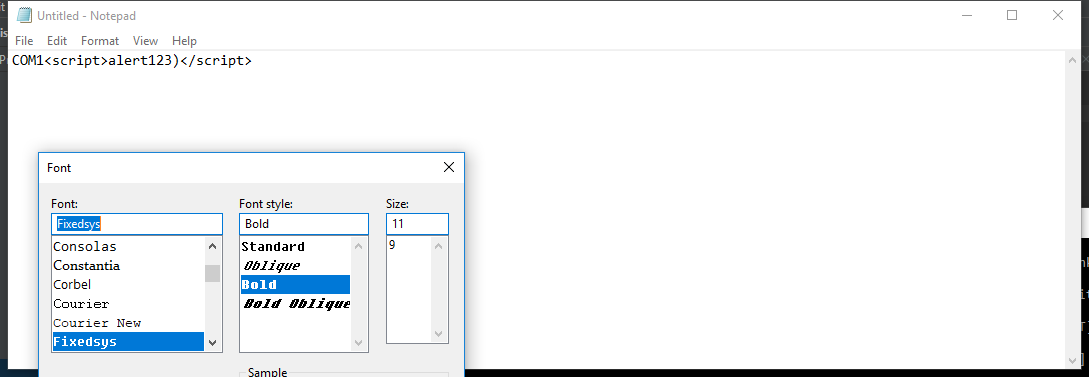 Untitled - Notepad
File Edit Format View Help
COM1<script>alert123)</script>
Font
Font: Font style: Size:
Fixedsys Bold 11
Consolas Standard 9
Constantia Oblique
Corbel Bold
Courier Bold Oblique
Courier New
Fixedsys
Sample